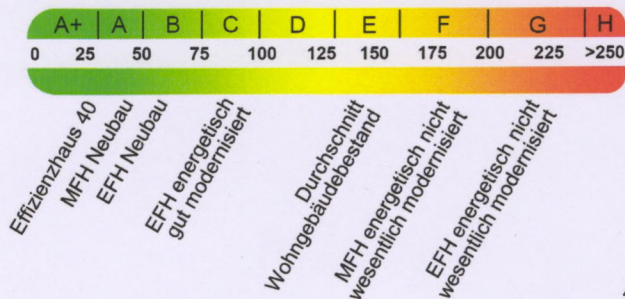 A+ A B C D E F G H
0 25 50 75 100 125 150 175 200 225 >250
Effizienzhaus 40
MFH Neubau
EFH Neubau
EFH energetisch
gut modernisiert
Durchschnitt
Wohngebäudebestand
MFH energetisch nicht
wesentlich modernisiert
EFH energetisch nicht
wesentlich modernisiert